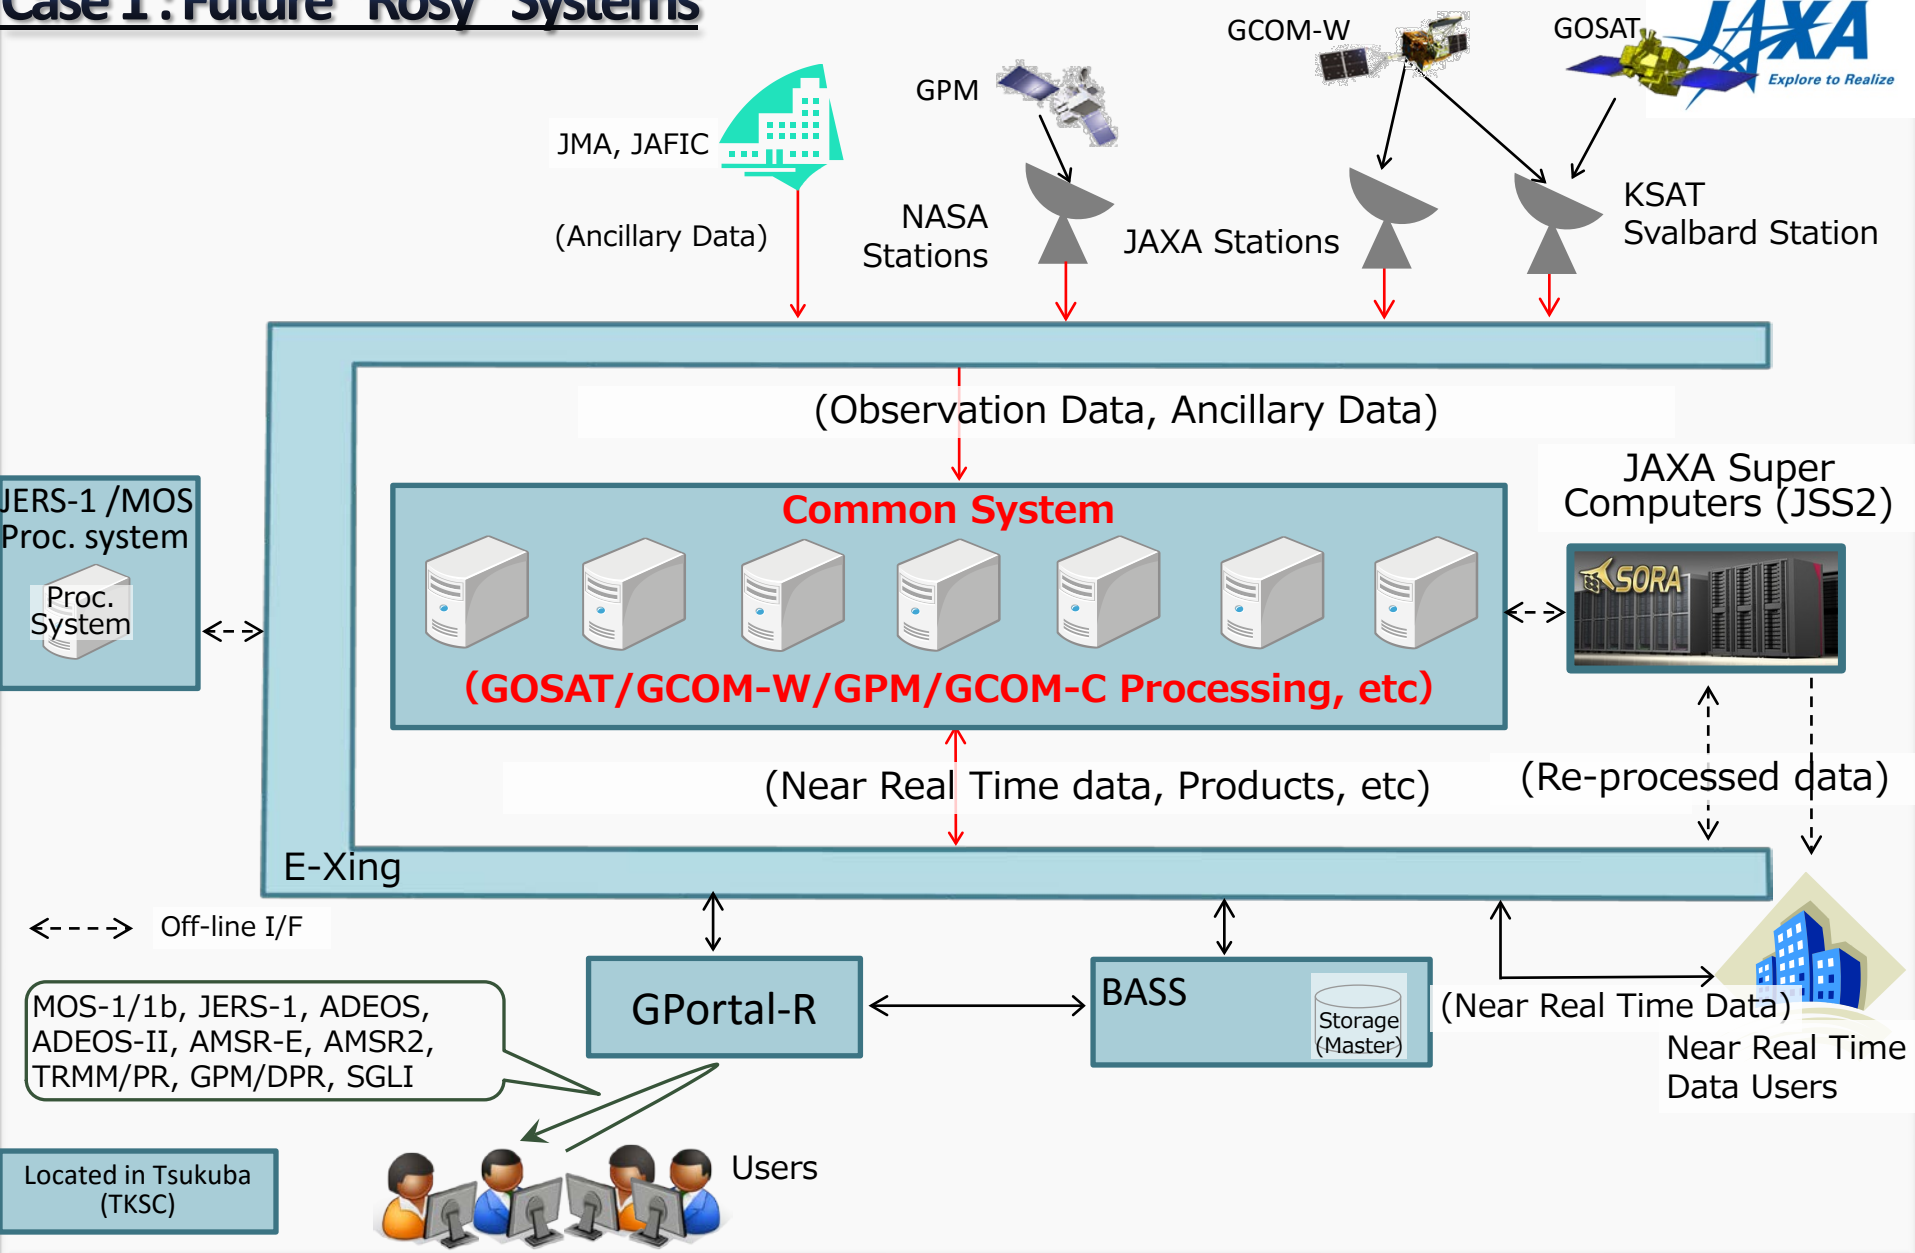 Case 1 : Future "Rosy" Systems
JAXA
Explore to Realize
GCOM-W
GOSAT
GPM
JMA, JAFIC
(Ancillary Data)
NASA
Stations
JAXA Stations
KSAT
Svalbard Station
(Observation Data, Ancillary Data)
JERS-1 /MOS
Proc. system
Proc.
System
Common System
(GOSAT/GCOM-W/GPM/GCOM-C Processing, etc)
JAXA Super
Computers (JSS2)
SORA
(Near Real Time data, Products, etc)
(Re-processed data)
E-Xing
Off-line I/F
MOS-1/1b, JERS-1, ADEOS,
ADEOS-II, AMSR-E, AMSR2,
TRMM/PR, GPM/DPR, SGLI
GPortal-R
BASS
Storage
(Master)
(Near Real Time Data)
Near Real Time
Data Users
Located in Tsukuba
(TKSC)
Users